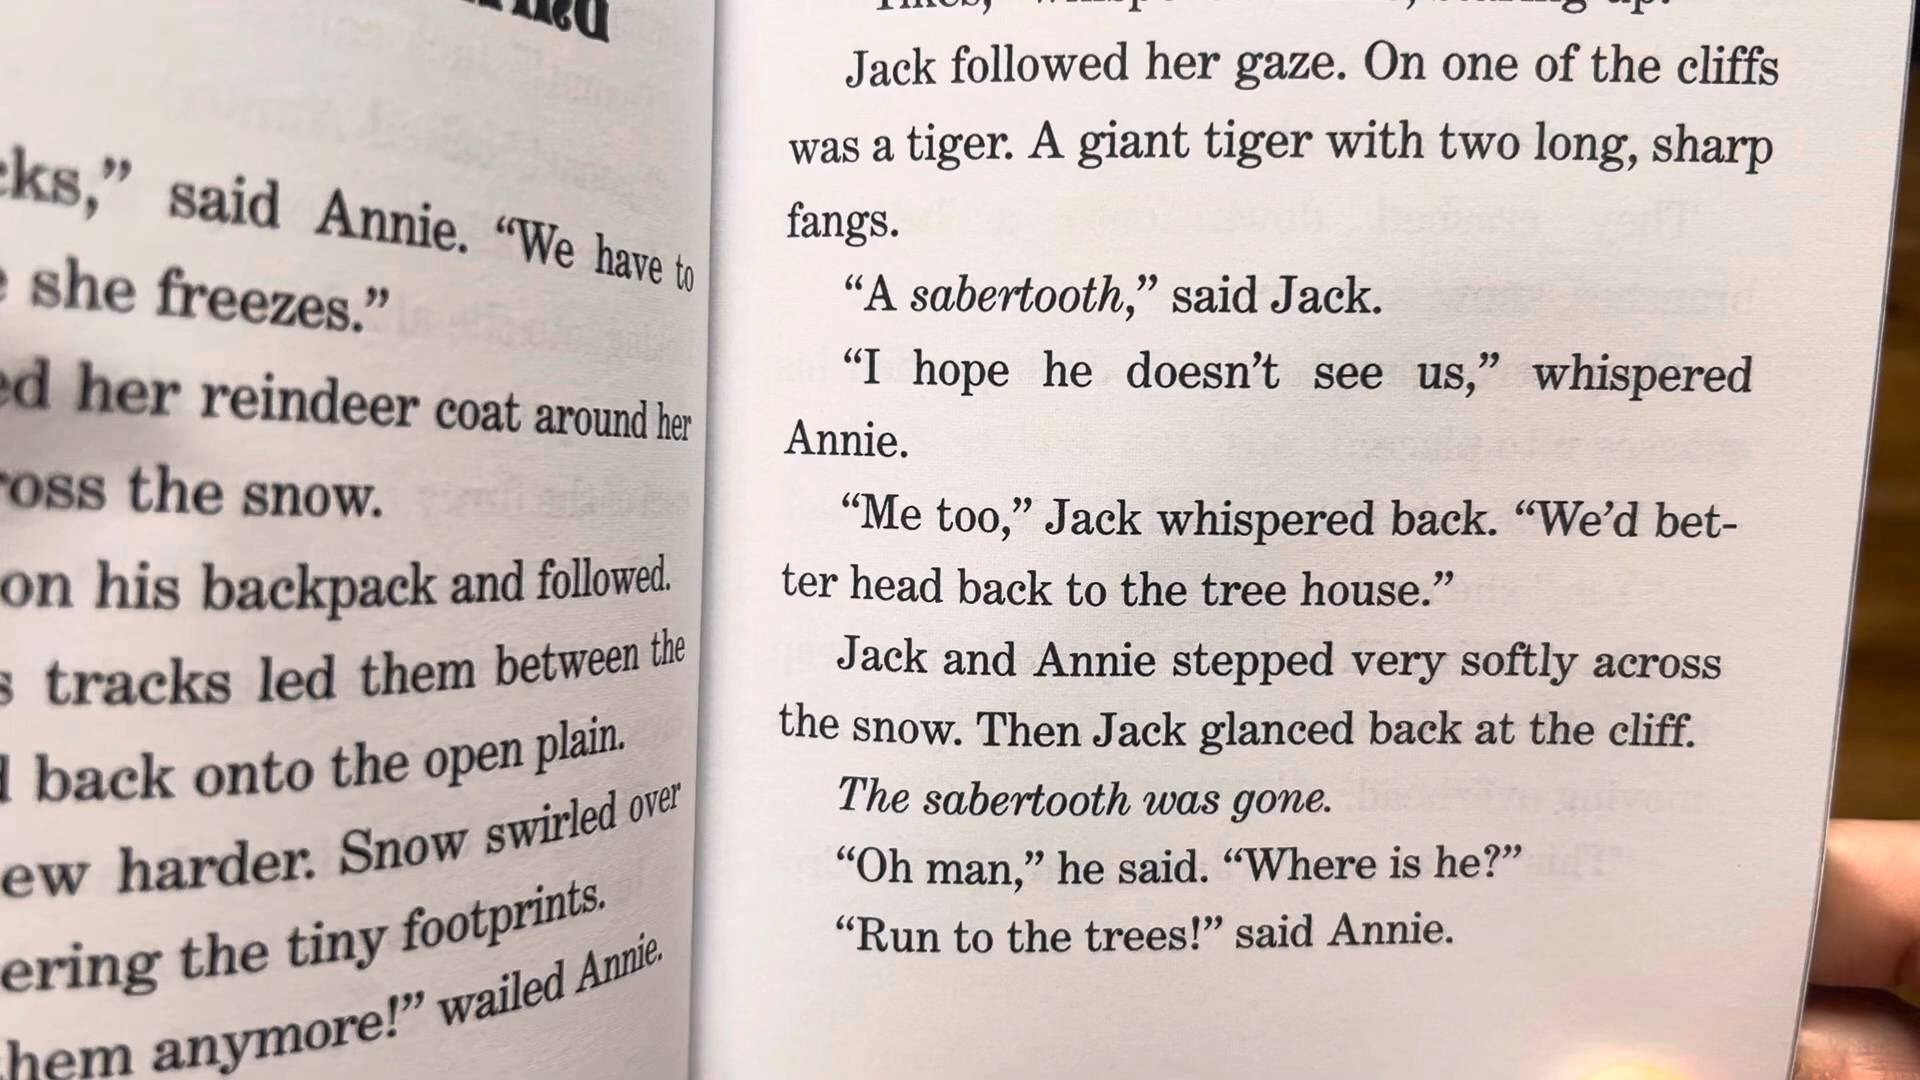 said Annie. “We have to
she freezes.”
her reindeer coat around her
the snow.
on his backpack and followed.
tracks led them between the
back onto the open plain.
harder. Snow swirled over
the tiny footprints.
anymore!” wailed Annie.
Jack followed her gaze. On one of the cliffs
was a tiger. A giant tiger with two long, sharp
fangs.
“A sabertooth,” said Jack.
“I hope he doesn’t see us,” whispered
Annie.
“Me too,” Jack whispered back. “We’d bet-
ter head back to the tree house.”
Jack and Annie stepped very softly across
the snow. Then Jack glanced back at the cliff.
The sabertooth was gone.
“Oh man,” he said. “Where is he?”
“Run to the trees!” said Annie.